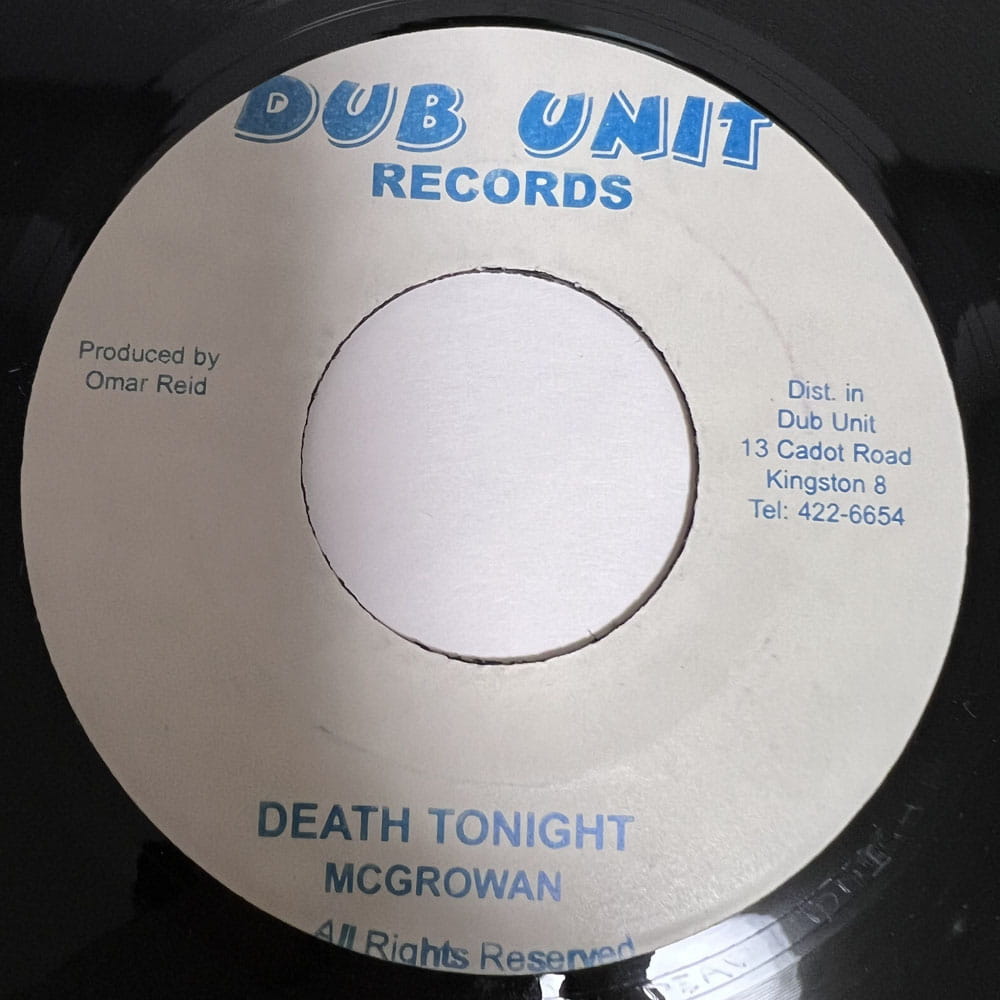 DUB UNIT
RECORDS
Produced by
Omar Reid
Dist. in
Dub Unit
13 Cadot Road
Kingston 8
Tel: 422-6654
DEATH TONIGHT
MCGROWAN
All Rights Reserved